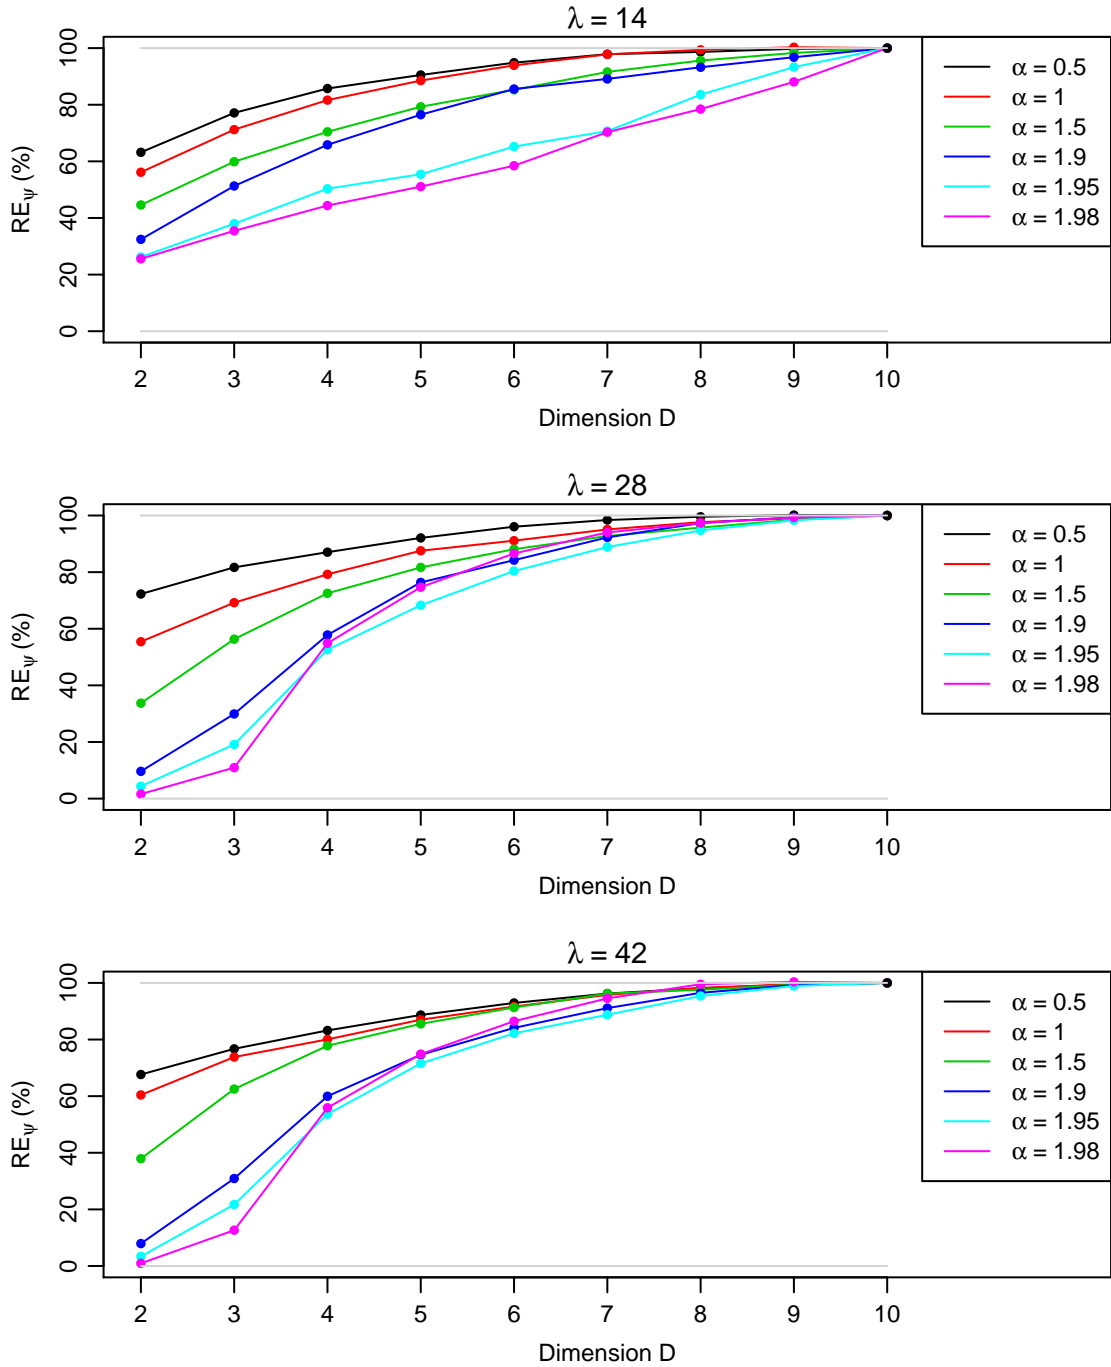 λ = 14
RE_ψ (%)
100
80
60
40
20
0
2 3 4 5 6 7 8 9 10
Dimension D
α = 0.5
α = 1
α = 1.5
α = 1.9
α = 1.95
α = 1.98
λ = 28
RE_ψ (%)
100
80
60
40
20
0
2 3 4 5 6 7 8 9 10
Dimension D
α = 0.5
α = 1
α = 1.5
α = 1.9
α = 1.95
α = 1.98
λ = 42
RE_ψ (%)
100
80
60
40
20
0
2 3 4 5 6 7 8 9 10
Dimension D
α = 0.5
α = 1
α = 1.5
α = 1.9
α = 1.95
α = 1.98